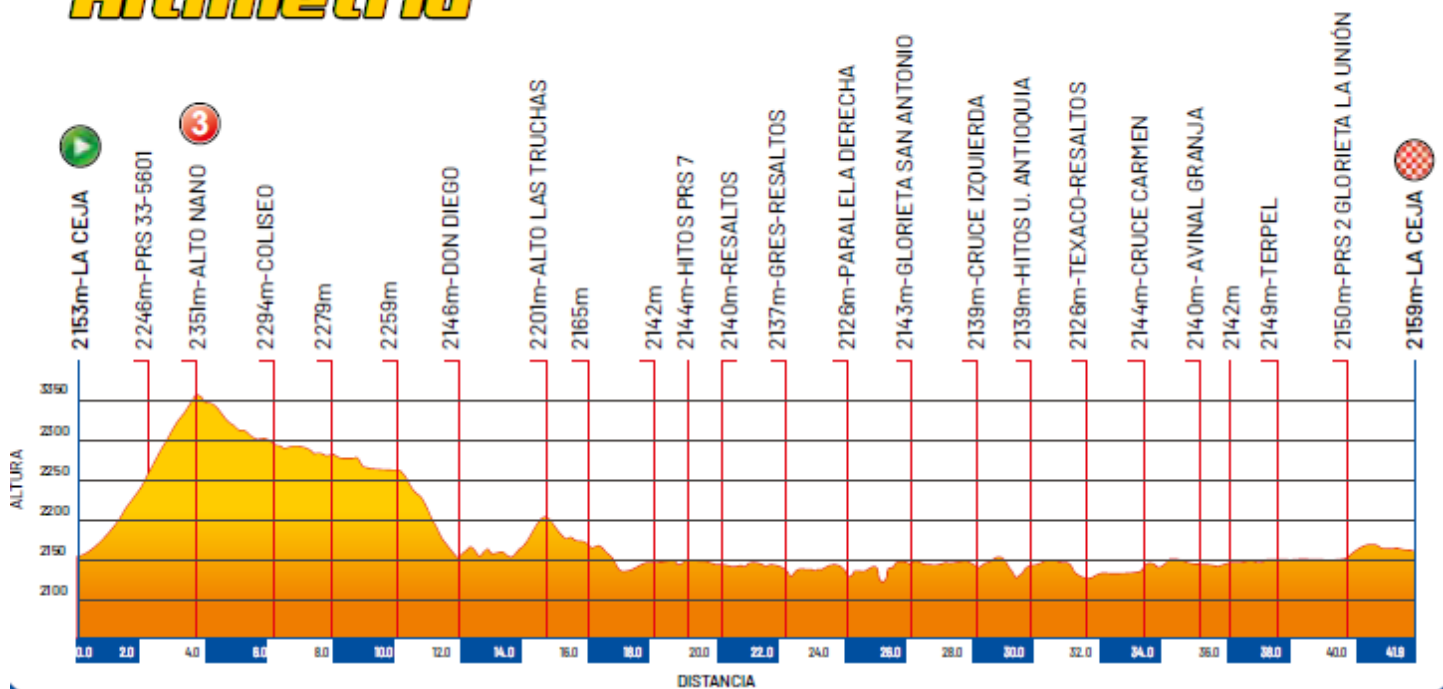 Altimetría
3
2153m-LA CEJA
2246m-PRS 33-5601
2351m-ALTO NANO
2294m-COLISEO
2279m
2259m
2146m-DON DIEGO
2201m-ALTO LAS TRUCHAS
2165m
2142m
2144m-HITOS PRS 7
2140m-RESALTOS
2137m-GRES-RESALTOS
2126m-PARALELA DERECHA
2143m-GLORIETA SAN ANTONIO
2139m-CRUCE IZQUIERDA
2139m-HITOS U. ANTIOQUIA
2126m-TEXACO-RESALTOS
2144m-CRUCE CARMEN
2140m-AVINAL GRANJA
2142m
2149m-TERPEL
2150m-PRS 2 GLORIETA LA UNIÓN
2159m-LA CEJA
ALTURA
3350
2300
2250
2200
2150
2100
0.0 2.0 4.0 6.0 8.0 10.0 12.0 14.0 16.0 18.0 20.0 22.0 24.0 26.0 28.0 30.0 32.0 34.0 36.0 38.0 40.0 41.9
DISTANCIA